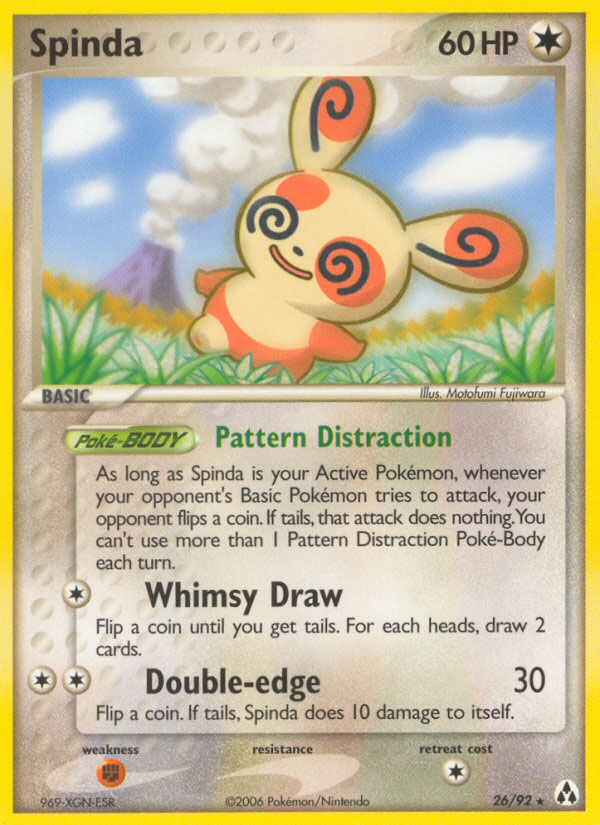 Spinda 60 HP
BASIC
Illus. Motofumi Fujiwara
Poké-BODY Pattern Distraction
As long as Spinda is your Active Pokémon, whenever
your opponent's Basic Pokémon tries to attack, your
opponent flips a coin. If tails, that attack does nothing. You
can't use more than 1 Pattern Distraction Poké-Body
each turn.
Whimsy Draw
Flip a coin until you get tails. For each heads, draw 2
cards.
Double-edge 30
Flip a coin. If tails, Spinda does 10 damage to itself.
weakness resistance retreat cost
969-XGN-ESR ©2006 Pokémon/Nintendo 26/92 ★